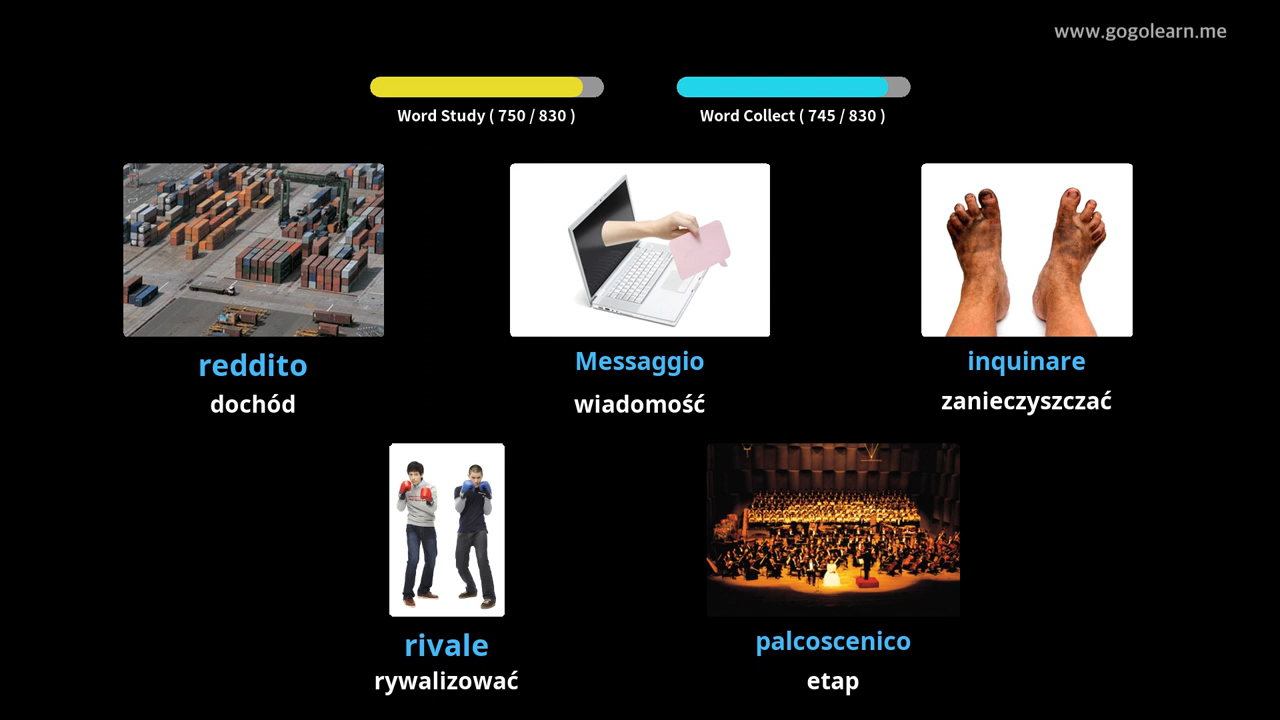 www.gogolearn.me
Word Study ( 750 / 830 )
Word Collect ( 745 / 830 )
reddito
dochód
Messaggio
wiadomość
inquinare
zanieczyszczać
rivale
rywalizować
palcoscenico
etap